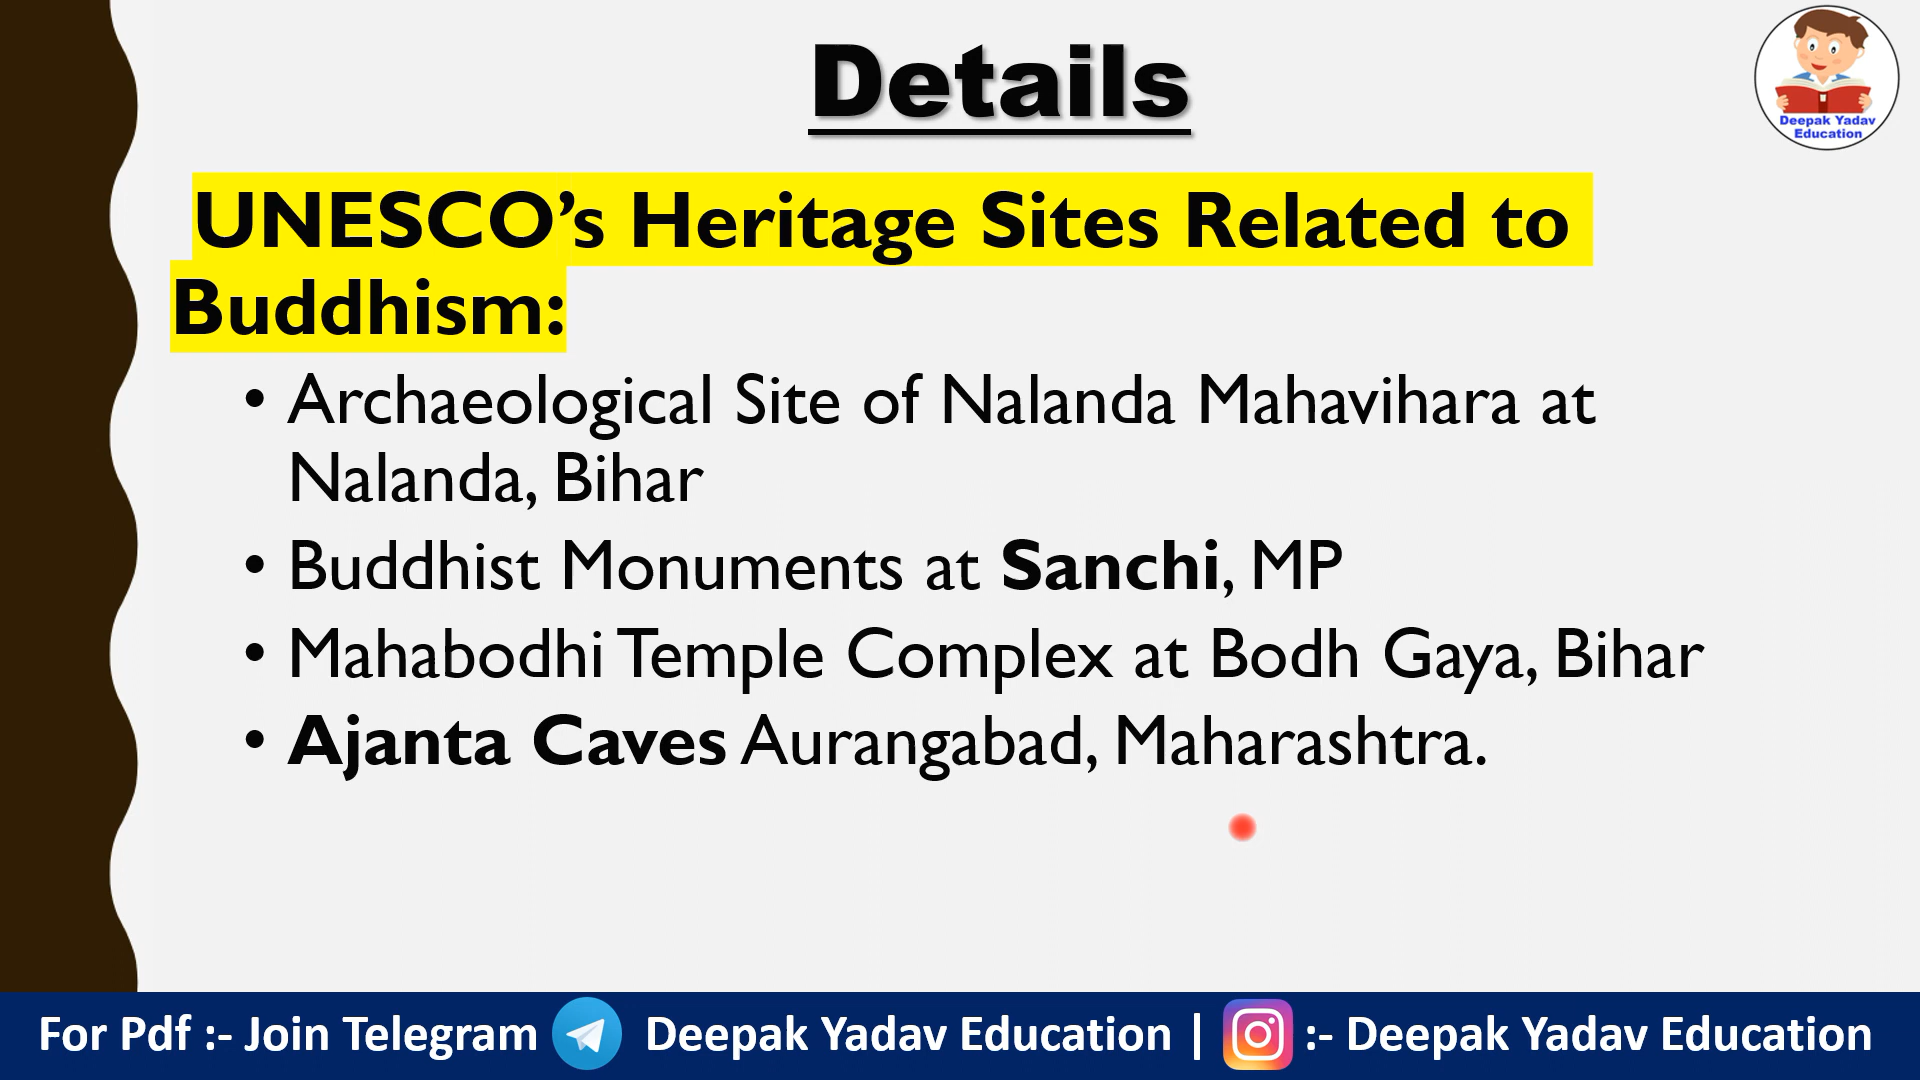 Details
Deepak Yadav
Education
UNESCO’s Heritage Sites Related to
Buddhism:
• Archaeological Site of Nalanda Mahavihara at
Nalanda, Bihar
• Buddhist Monuments at Sanchi, MP
• Mahabodhi Temple Complex at Bodh Gaya, Bihar
• Ajanta Caves Aurangabad, Maharashtra.
For Pdf :- Join Telegram Deepak Yadav Education | :- Deepak Yadav Education